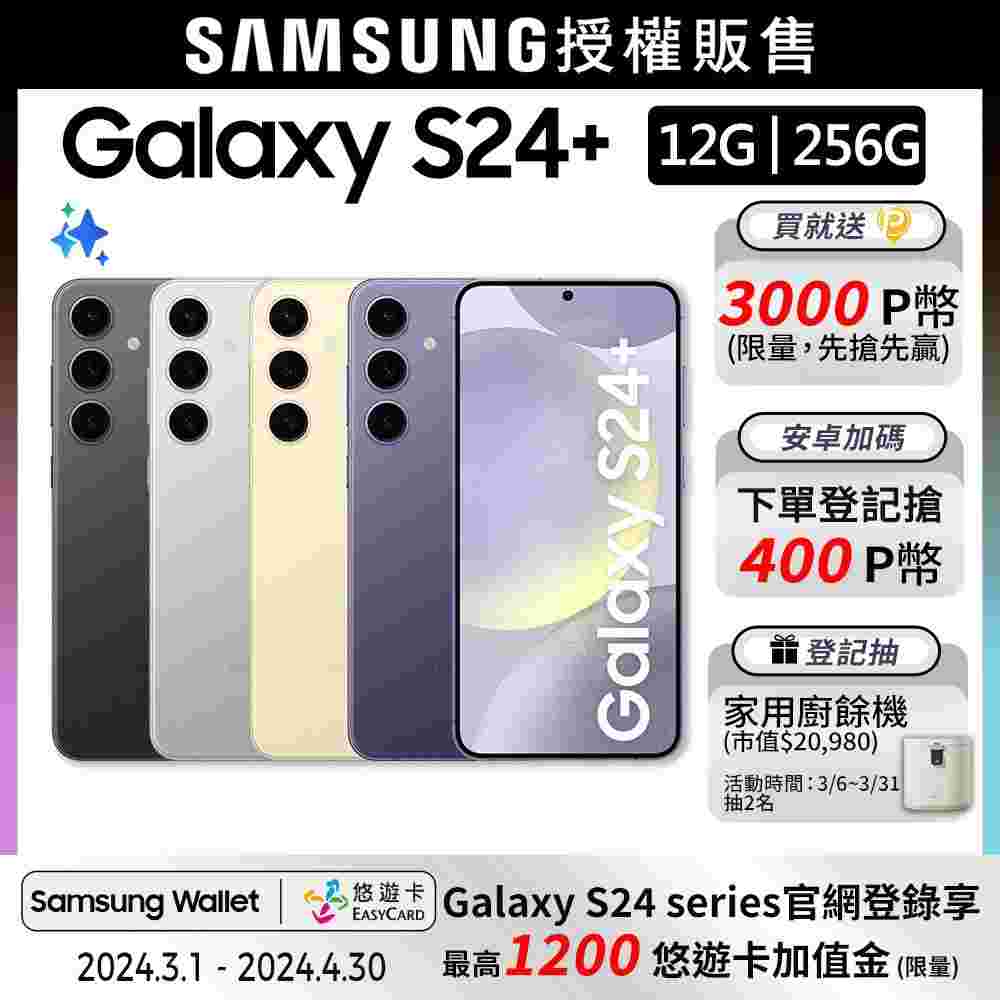 SAMSUNG授權販售
Galaxy S24+ 12G | 256G
買就送 P
3000 P幣
(限量，先搶先贏)
安卓加碼
下單登記搶
400 P幣
登記抽
家用廚餘機
(市值$20,980)
活動時間：3/6~3/31
抽2名
Galaxy S24+
Samsung Wallet | 悠遊卡
EASYCARD
2024.3.1 - 2024.4.30
Galaxy S24 series官網登錄享
最高1200 悠遊卡加值金 (限量)